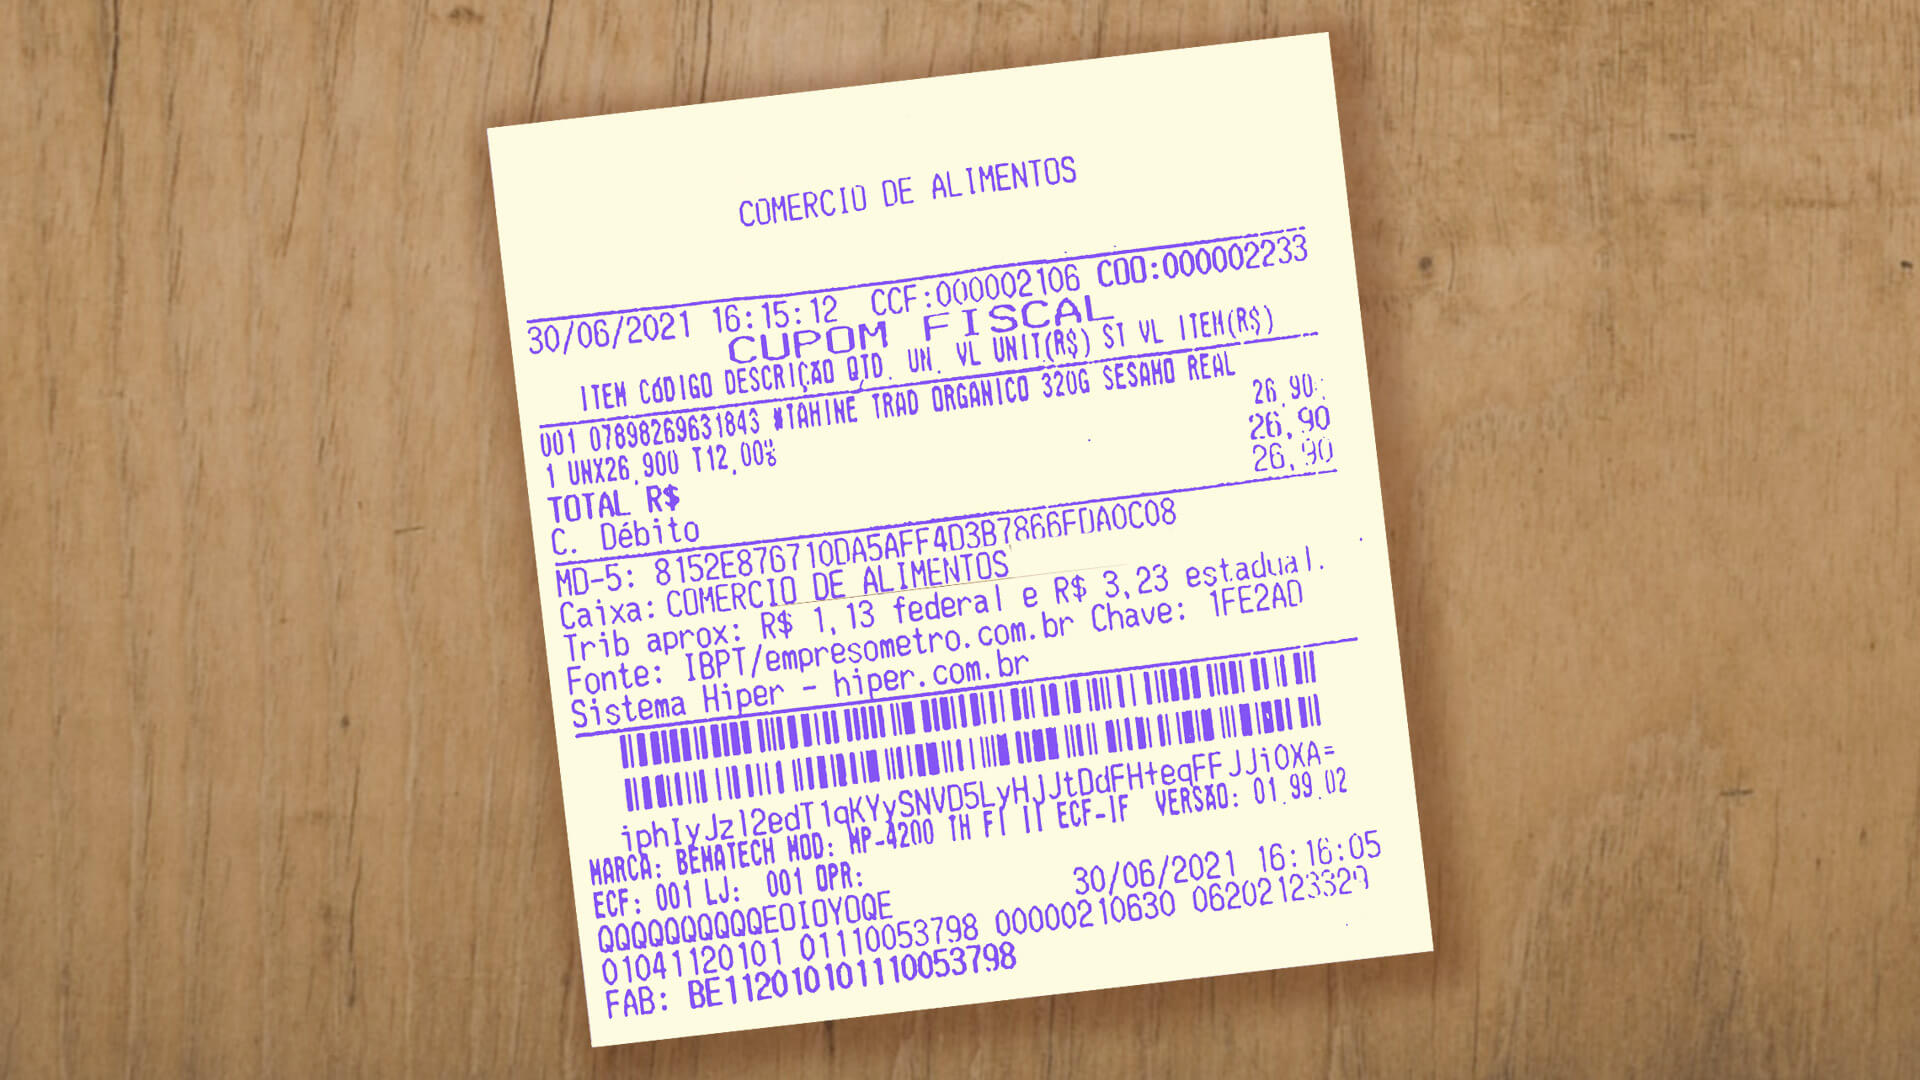 COMERCIO DE ALIMENTOS
30/06/2021 16:15:12 CCF:000002106 COO:000002233
CUPOM FISCAL
ITEM CÓDIGO DESCRIÇÃO QTD. UN. VL UNIT(R$) ST VL ITEM(R$)
001 07898269631843 #TAHINE TRAD ORGANICO 320G SESAMO REAL
1 UNX26,900 T12,00% 26,90
TOTAL R$ 26,90
C. Débito 26,90
MD-5: 8152E876710DA5AFF4D3B7866FDA0C08
Caixa: COMERCIO DE ALIMENTOS
Trib aprox: R$ 1,13 federal e R$ 3,23 estadual.
Fonte: IBPT/empresometro.com.br Chave: 1FE2AD
Sistema Hiper - hiper.com.br
iphIyJzl2edT1qKYySNVD5LyHJJtDdFH+eqFFJJiOXA=
MARCA: BEMATECH MOD: MP-4200 TH FI II ECF-IF VERSÃO: 01.99.02
ECF: 001 LJ: 001 OPR:
QQQQQQQQQQEOIOYOQE 30/06/2021 16:16:05
01041120101 01110053798 00000210630 06202123329
FAB: BE112010101110053798